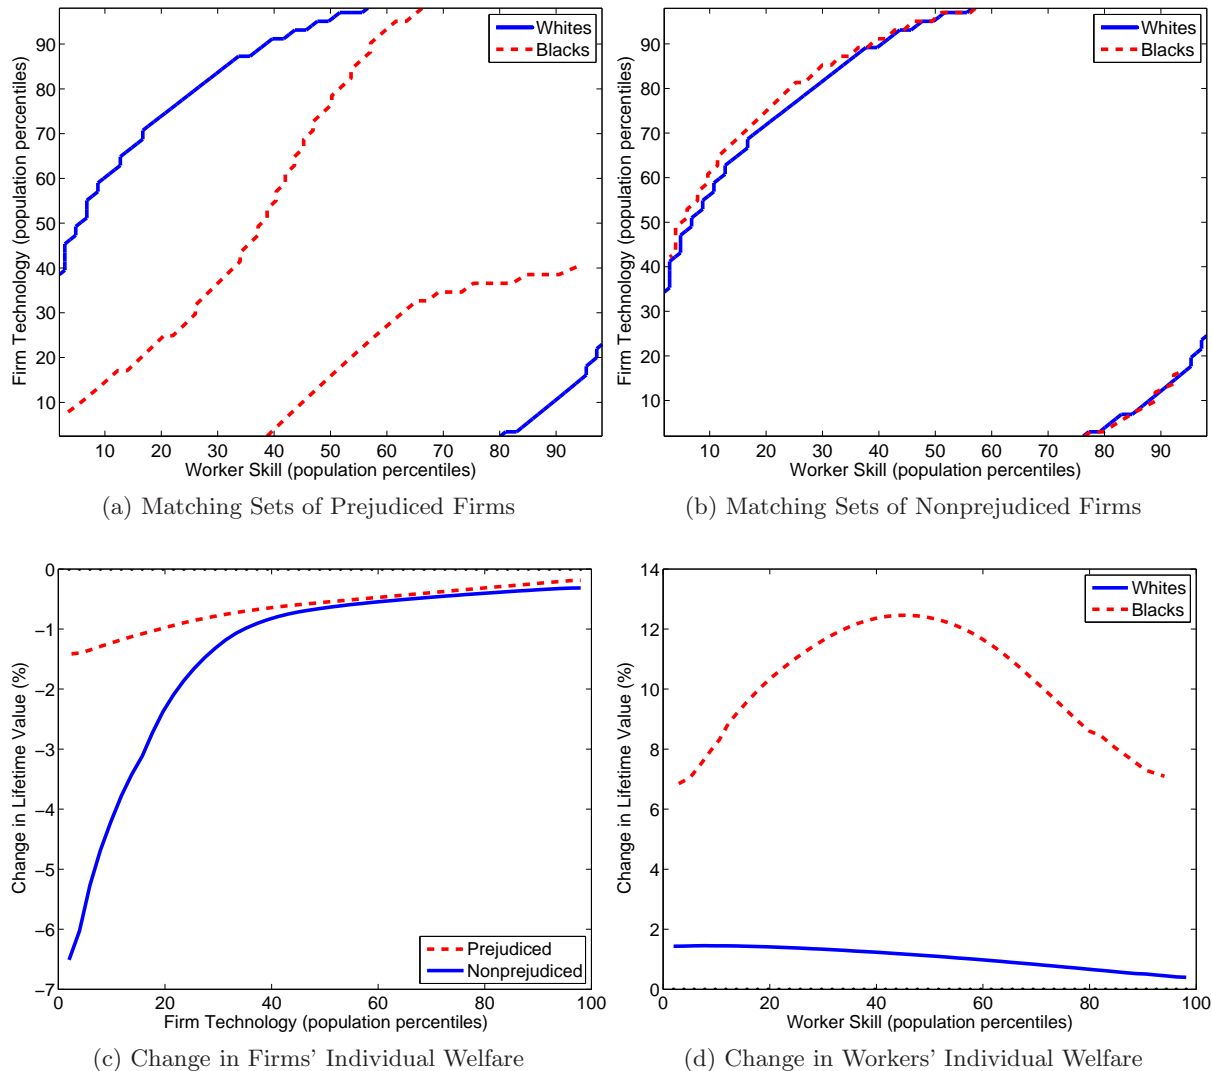 Whites
Blacks
90
80
70
60
50
40
30
20
10
Firm Technology (population percentiles)
10 20 30 40 50 60 70 80 90
Worker Skill (population percentiles)
(a) Matching Sets of Prejudiced Firms
Whites
Blacks
90
80
70
60
50
40
30
20
10
Firm Technology (population percentiles)
10 20 30 40 50 60 70 80 90
Worker Skill (population percentiles)
(b) Matching Sets of Nonprejudiced Firms
0
−1
−2
−3
−4
−5
−6
−7
Change in Lifetime Value (%)
Prejudiced
Nonprejudiced
0 20 40 60 80 100
Firm Technology (population percentiles)
(c) Change in Firms' Individual Welfare
Whites
Blacks
14
12
10
8
6
4
2
0
Change in Lifetime Value (%)
0 20 40 60 80 100
Worker Skill (population percentiles)
(d) Change in Workers' Individual Welfare